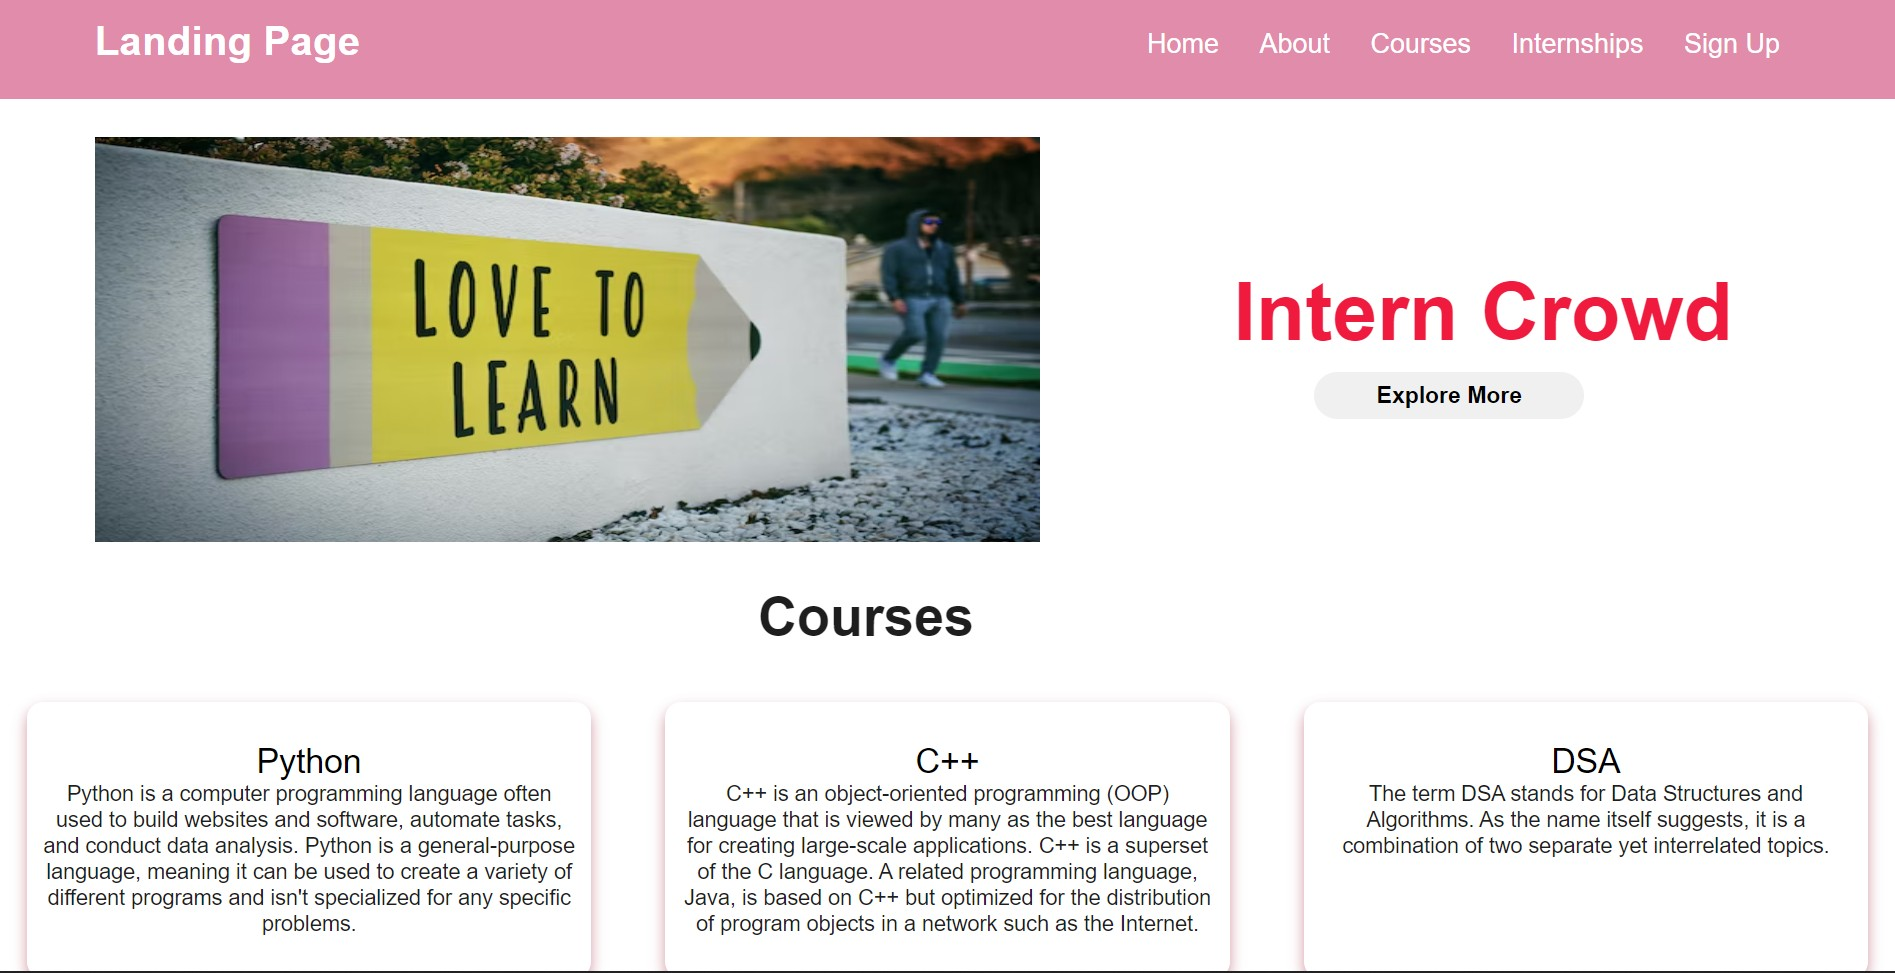 Landing Page
Home About Courses Internships Sign Up
LOVE TO
LEARN
Intern Crowd
Explore More
Courses
Python
Python is a computer programming language often
used to build websites and software, automate tasks,
and conduct data analysis. Python is a general-purpose
language, meaning it can be used to create a variety of
different programs and isn't specialized for any specific
problems.
C++
C++ is an object-oriented programming (OOP)
language that is viewed by many as the best language
for creating large-scale applications. C++ is a superset
of the C language. A related programming language,
Java, is based on C++ but optimized for the distribution
of program objects in a network such as the Internet.
DSA
The term DSA stands for Data Structures and
Algorithms. As the name itself suggests, it is a
combination of two separate yet interrelated topics.